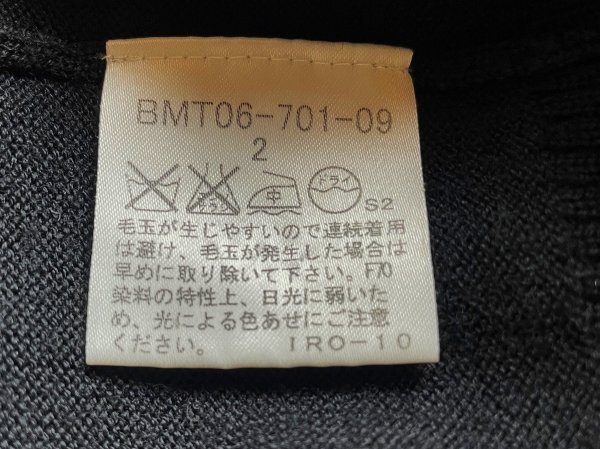 BMT06-701-09
2
中 ドライ S2
毛玉が生じやすいので連続着用
は避け、毛玉が発生した場合は
早めに取り除いて下さい。F70
染料の特性上、日光に弱いた
め、光による色あせにご注意
ください。 IRO-10